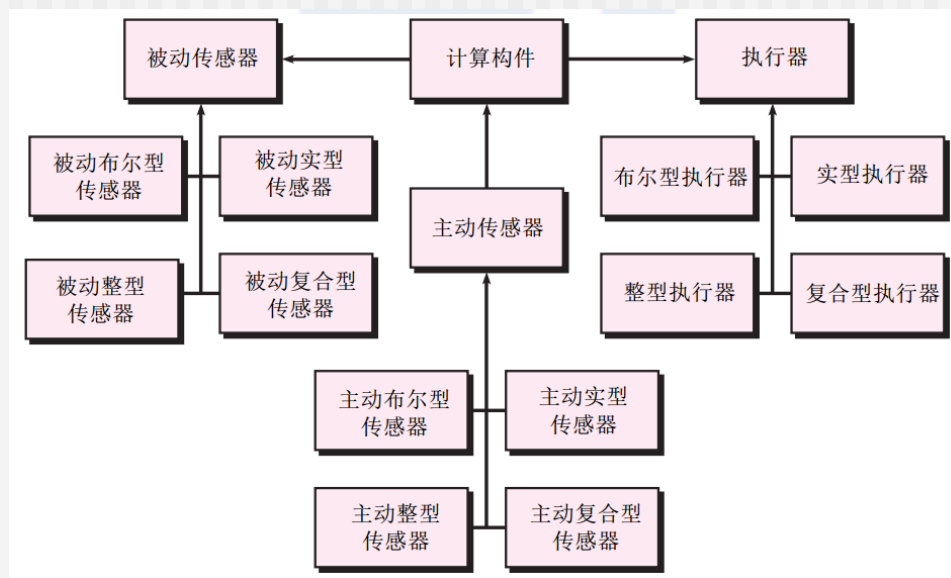 被动传感器
计算构件
执行器
被动布尔型
传感器
被动实型
传感器
布尔型执行器
实型执行器
主动传感器
被动整型
传感器
被动复合型
传感器
整型执行器
复合型执行器
主动布尔型
传感器
主动实型
传感器
主动整型
传感器
主动复合型
传感器